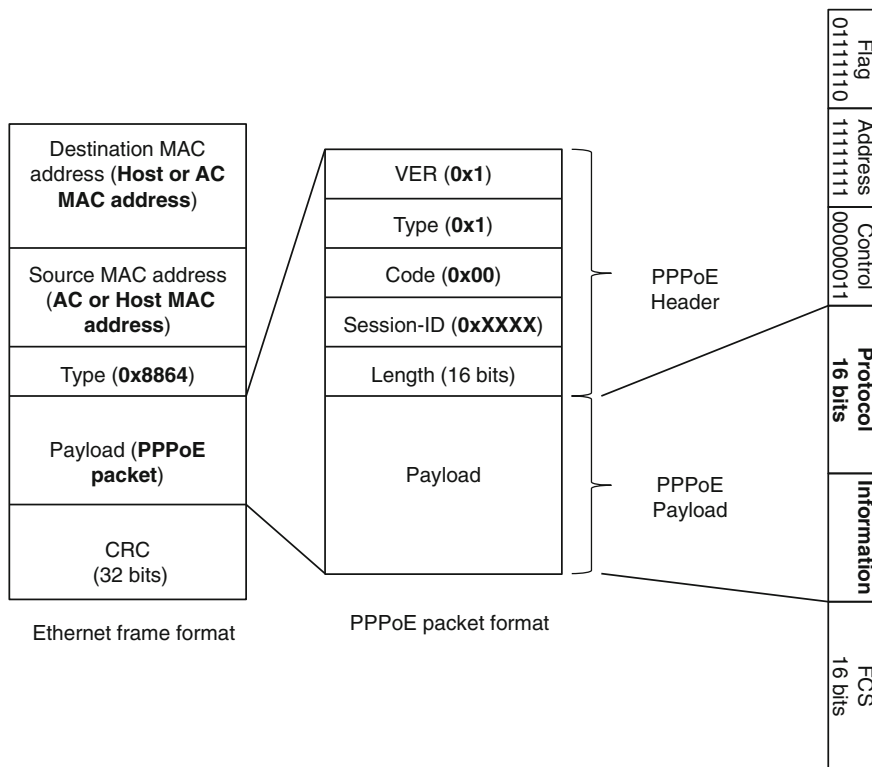 Destination MAC
address (Host or AC
MAC address)
Source MAC address
(AC or Host MAC
address)
Type (0x8864)
Payload (PPPoE
packet)
CRC
(32 bits)
Ethernet frame format
VER (0x1)
Type (0x1)
Code (0x00)
Session-ID (0xXXXX)
Length (16 bits)
Payload
PPPoE packet format
PPPoE
Header
PPPoE
Payload
Flag
01111110
Address
11111111
Control
00000011
Protocol
16 bits
Information
FCS
16 bits